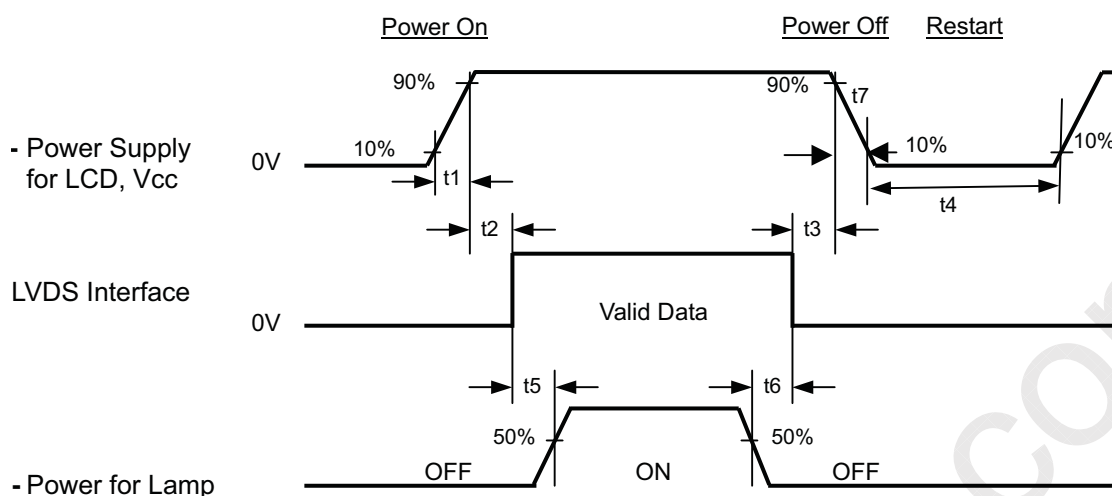 Power On
Power Off
Restart
90%
90%
t7
- Power Supply
for LCD, Vcc
0V
10%
10%
10%
t1
t4
t2
t3
LVDS Interface
0V
Valid Data
t5
t6
50%
50%
- Power for Lamp
OFF
ON
OFF
com